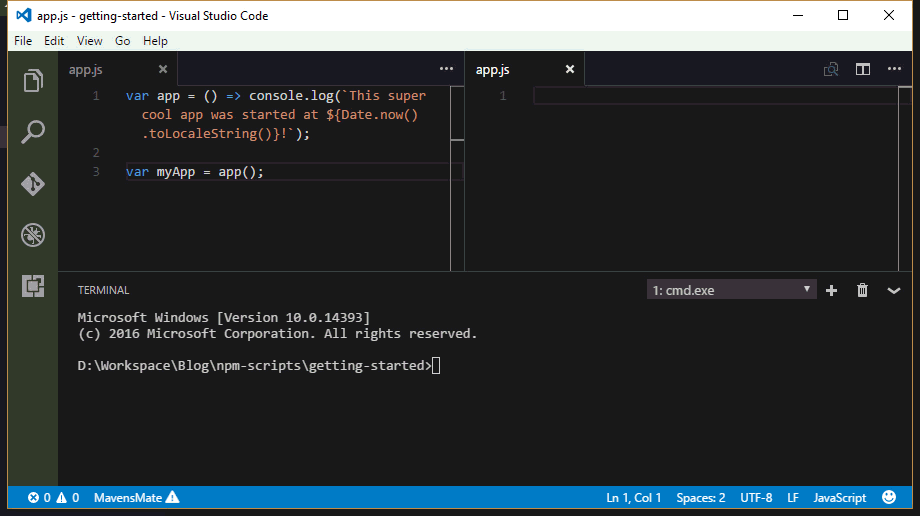 app.js - getting-started - Visual Studio Code
File Edit View Go Help
app.js
app.js
1 var app = () => console.log(`This super
cool app was started at ${Date.now()
.toLocaleString()}!`);
2
3 var myApp = app();
1
TERMINAL
1: cmd.exe
Microsoft Windows [Version 10.0.14393]
(c) 2016 Microsoft Corporation. All rights reserved.
D:\Workspace\Blog\npm-scripts\getting-started>
0 0 MavensMate Ln 1, Col 1 Spaces: 2 UTF-8 LF JavaScript